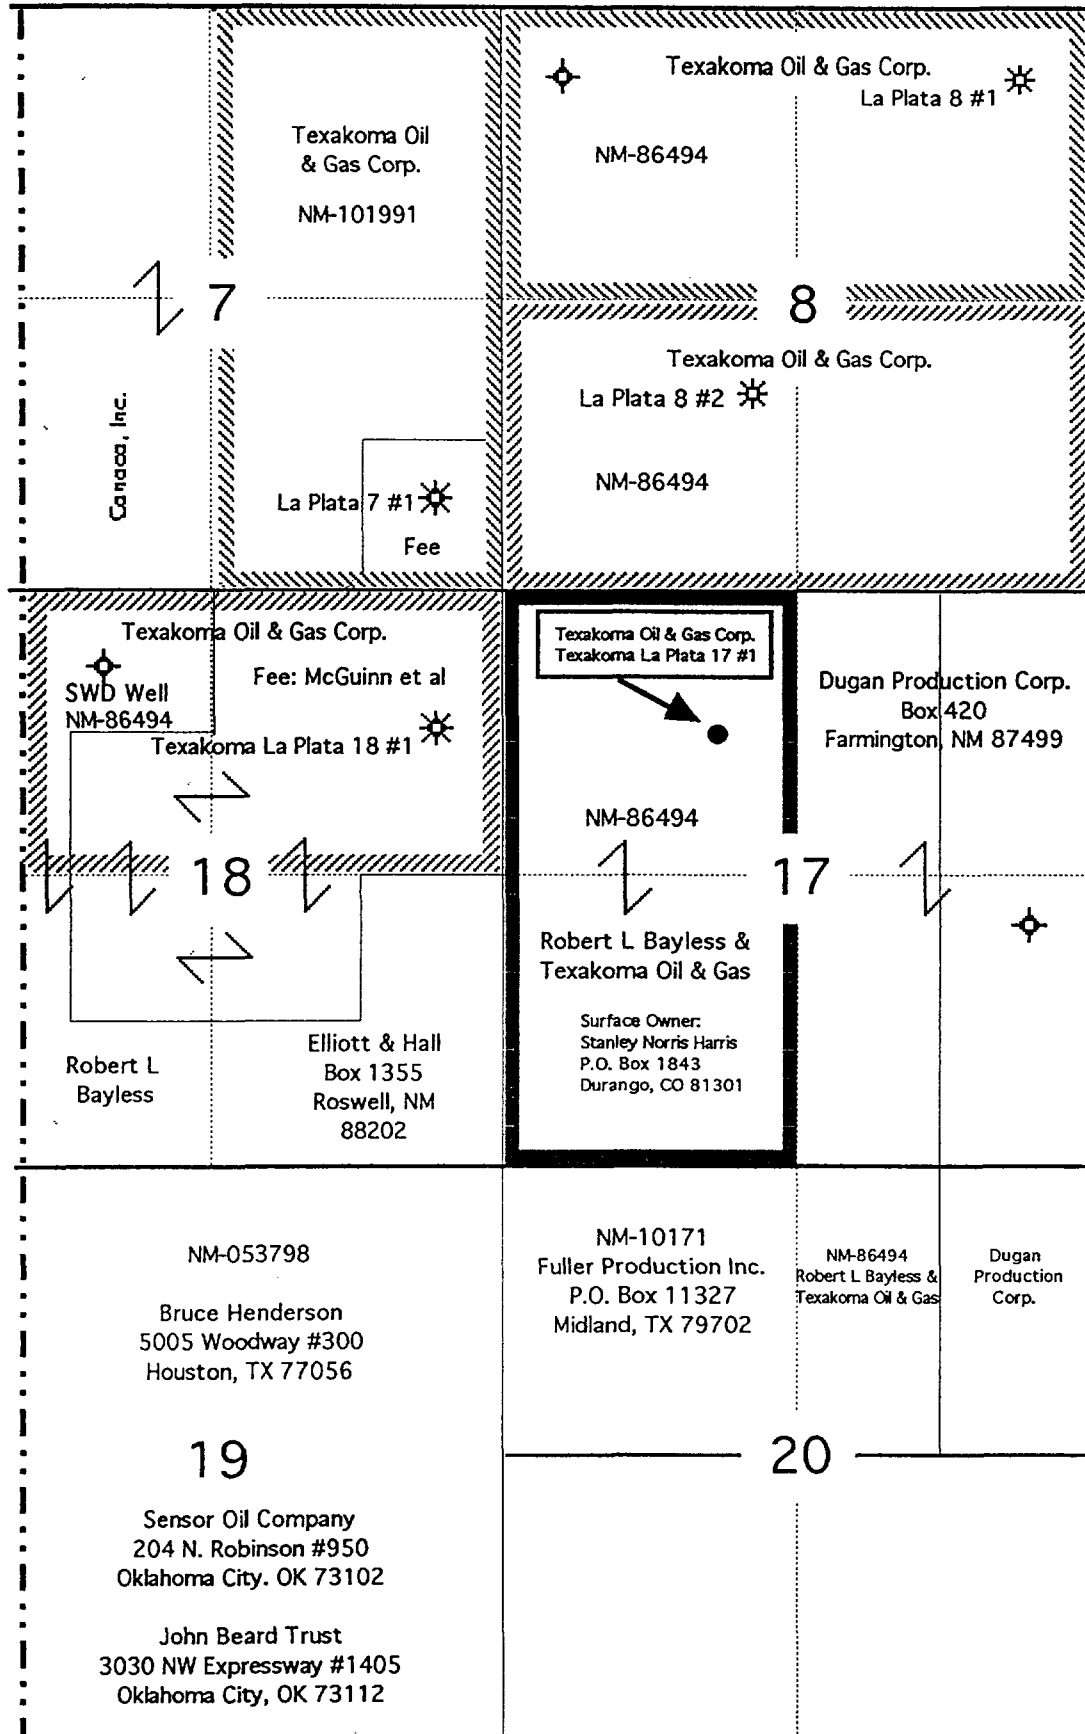 Texakoma Oil
& Gas Corp.
NM-101991
7
Canaca, Inc.
La Plata 7 #1
Fee
Texakoma Oil & Gas Corp.
La Plata 8 #1
NM-86494
8
Texakoma Oil & Gas Corp.
La Plata 8 #2
NM-86494
Texakoma Oil & Gas Corp.
Fee: McGuinn et al
SWD Well
NM-86494
Texakoma La Plata 18 #1
18
Robert L
Bayless
Elliott & Hall
Box 1355
Roswell, NM
88202
Texakoma Oil & Gas Corp.
Texakoma La Plata 17 #1
NM-86494
17
Robert L Bayless &
Texakoma Oil & Gas
Surface Owner:
Stanley Norris Harris
P.O. Box 1843
Durango, CO 81301
Dugan Production Corp.
Box 420
Farmington, NM 87499
NM-053798
Bruce Henderson
5005 Woodway #300
Houston, TX 77056
19
Sensor Oil Company
204 N. Robinson #950
Oklahoma City. OK 73102
John Beard Trust
3030 NW Expressway #1405
Oklahoma City, OK 73112
NM-10171
Fuller Production Inc.
P.O. Box 11327
Midland, TX 79702
NM-86494
Robert L Bayless &
Texakoma Oil & Gas
Dugan
Production
Corp.
20